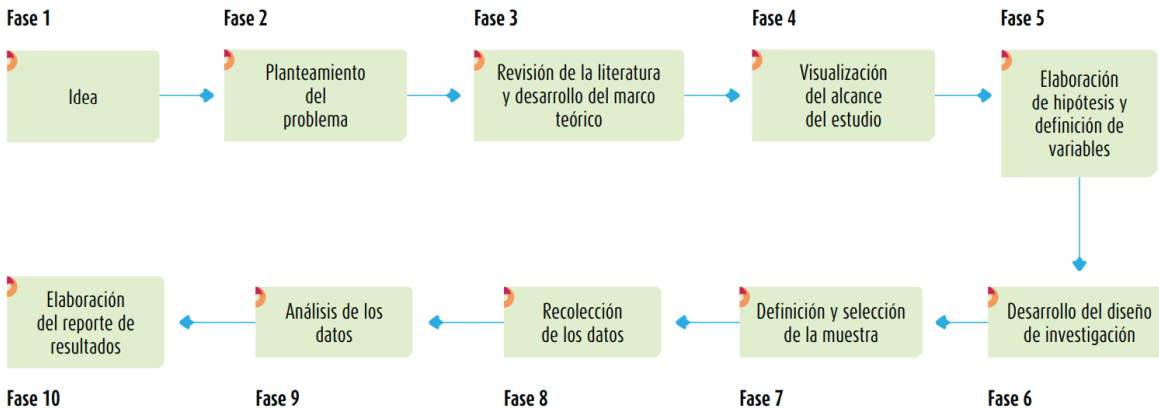 Fase 1
Idea
Fase 2
Planteamiento
del
problema
Fase 3
Revisión de la literatura
y desarrollo del marco
teórico
Fase 4
Visualización
del alcance
del estudio
Fase 5
Elaboración
de hipótesis y
definición de
variables
Desarrollo del diseño
de investigación
Fase 6
Definición y selección
de la muestra
Fase 7
Recolección
de los datos
Fase 8
Análisis de los
datos
Fase 9
Elaboración
del reporte de
resultados
Fase 10